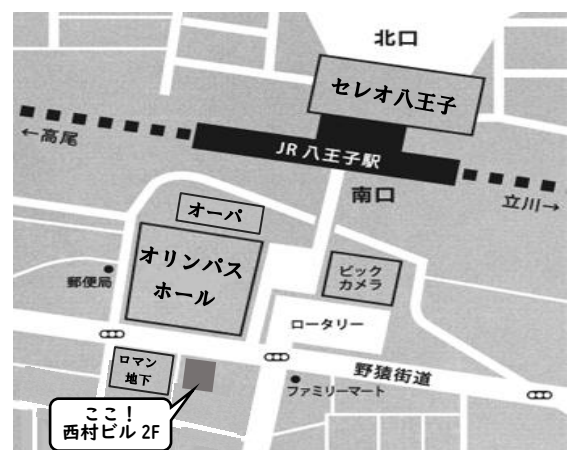 北口
セレオ八王子
←高尾
JR 八王子駅
南口
立川→
オーパ
オリンパス
ホール
郵便局
ビック
カメラ
ロータリー
ロマン
地下
野猿街道
ファミリーマート
ここ！
西村ビル 2F